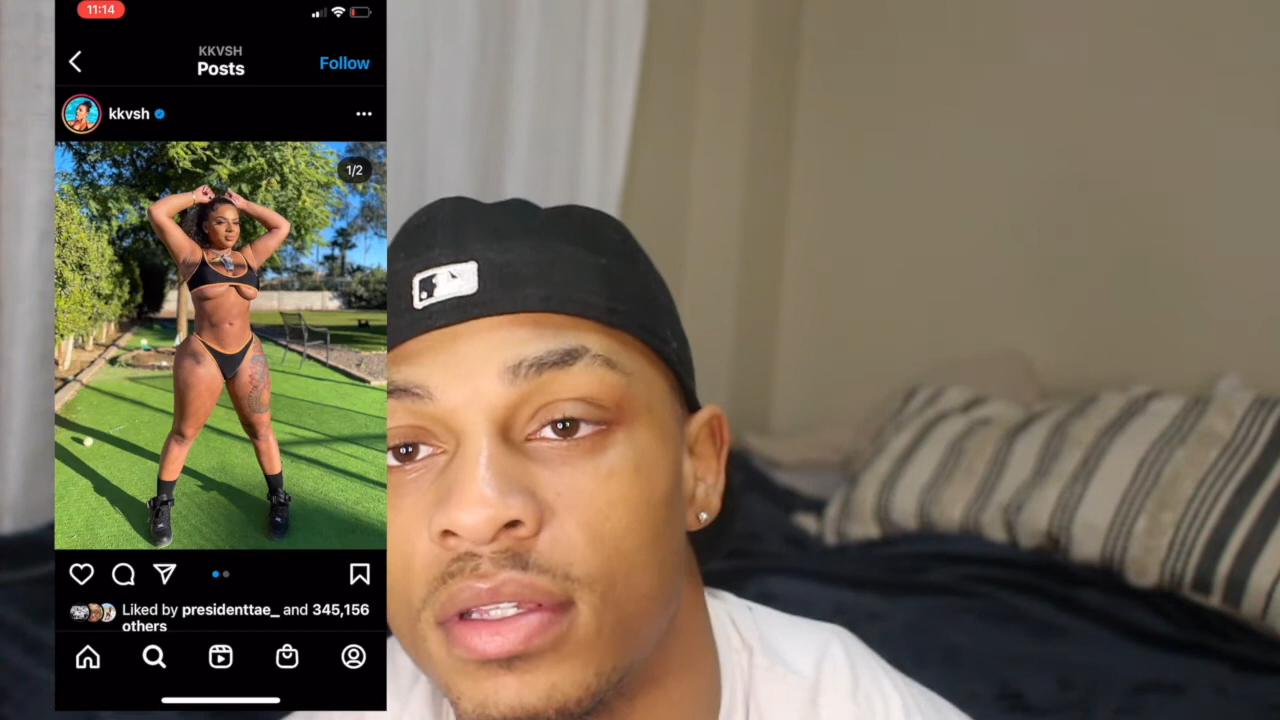 11:14
KKVSH
Posts
Follow
kkvsh
1/2
Liked by presidenttae_ and 345,156
others